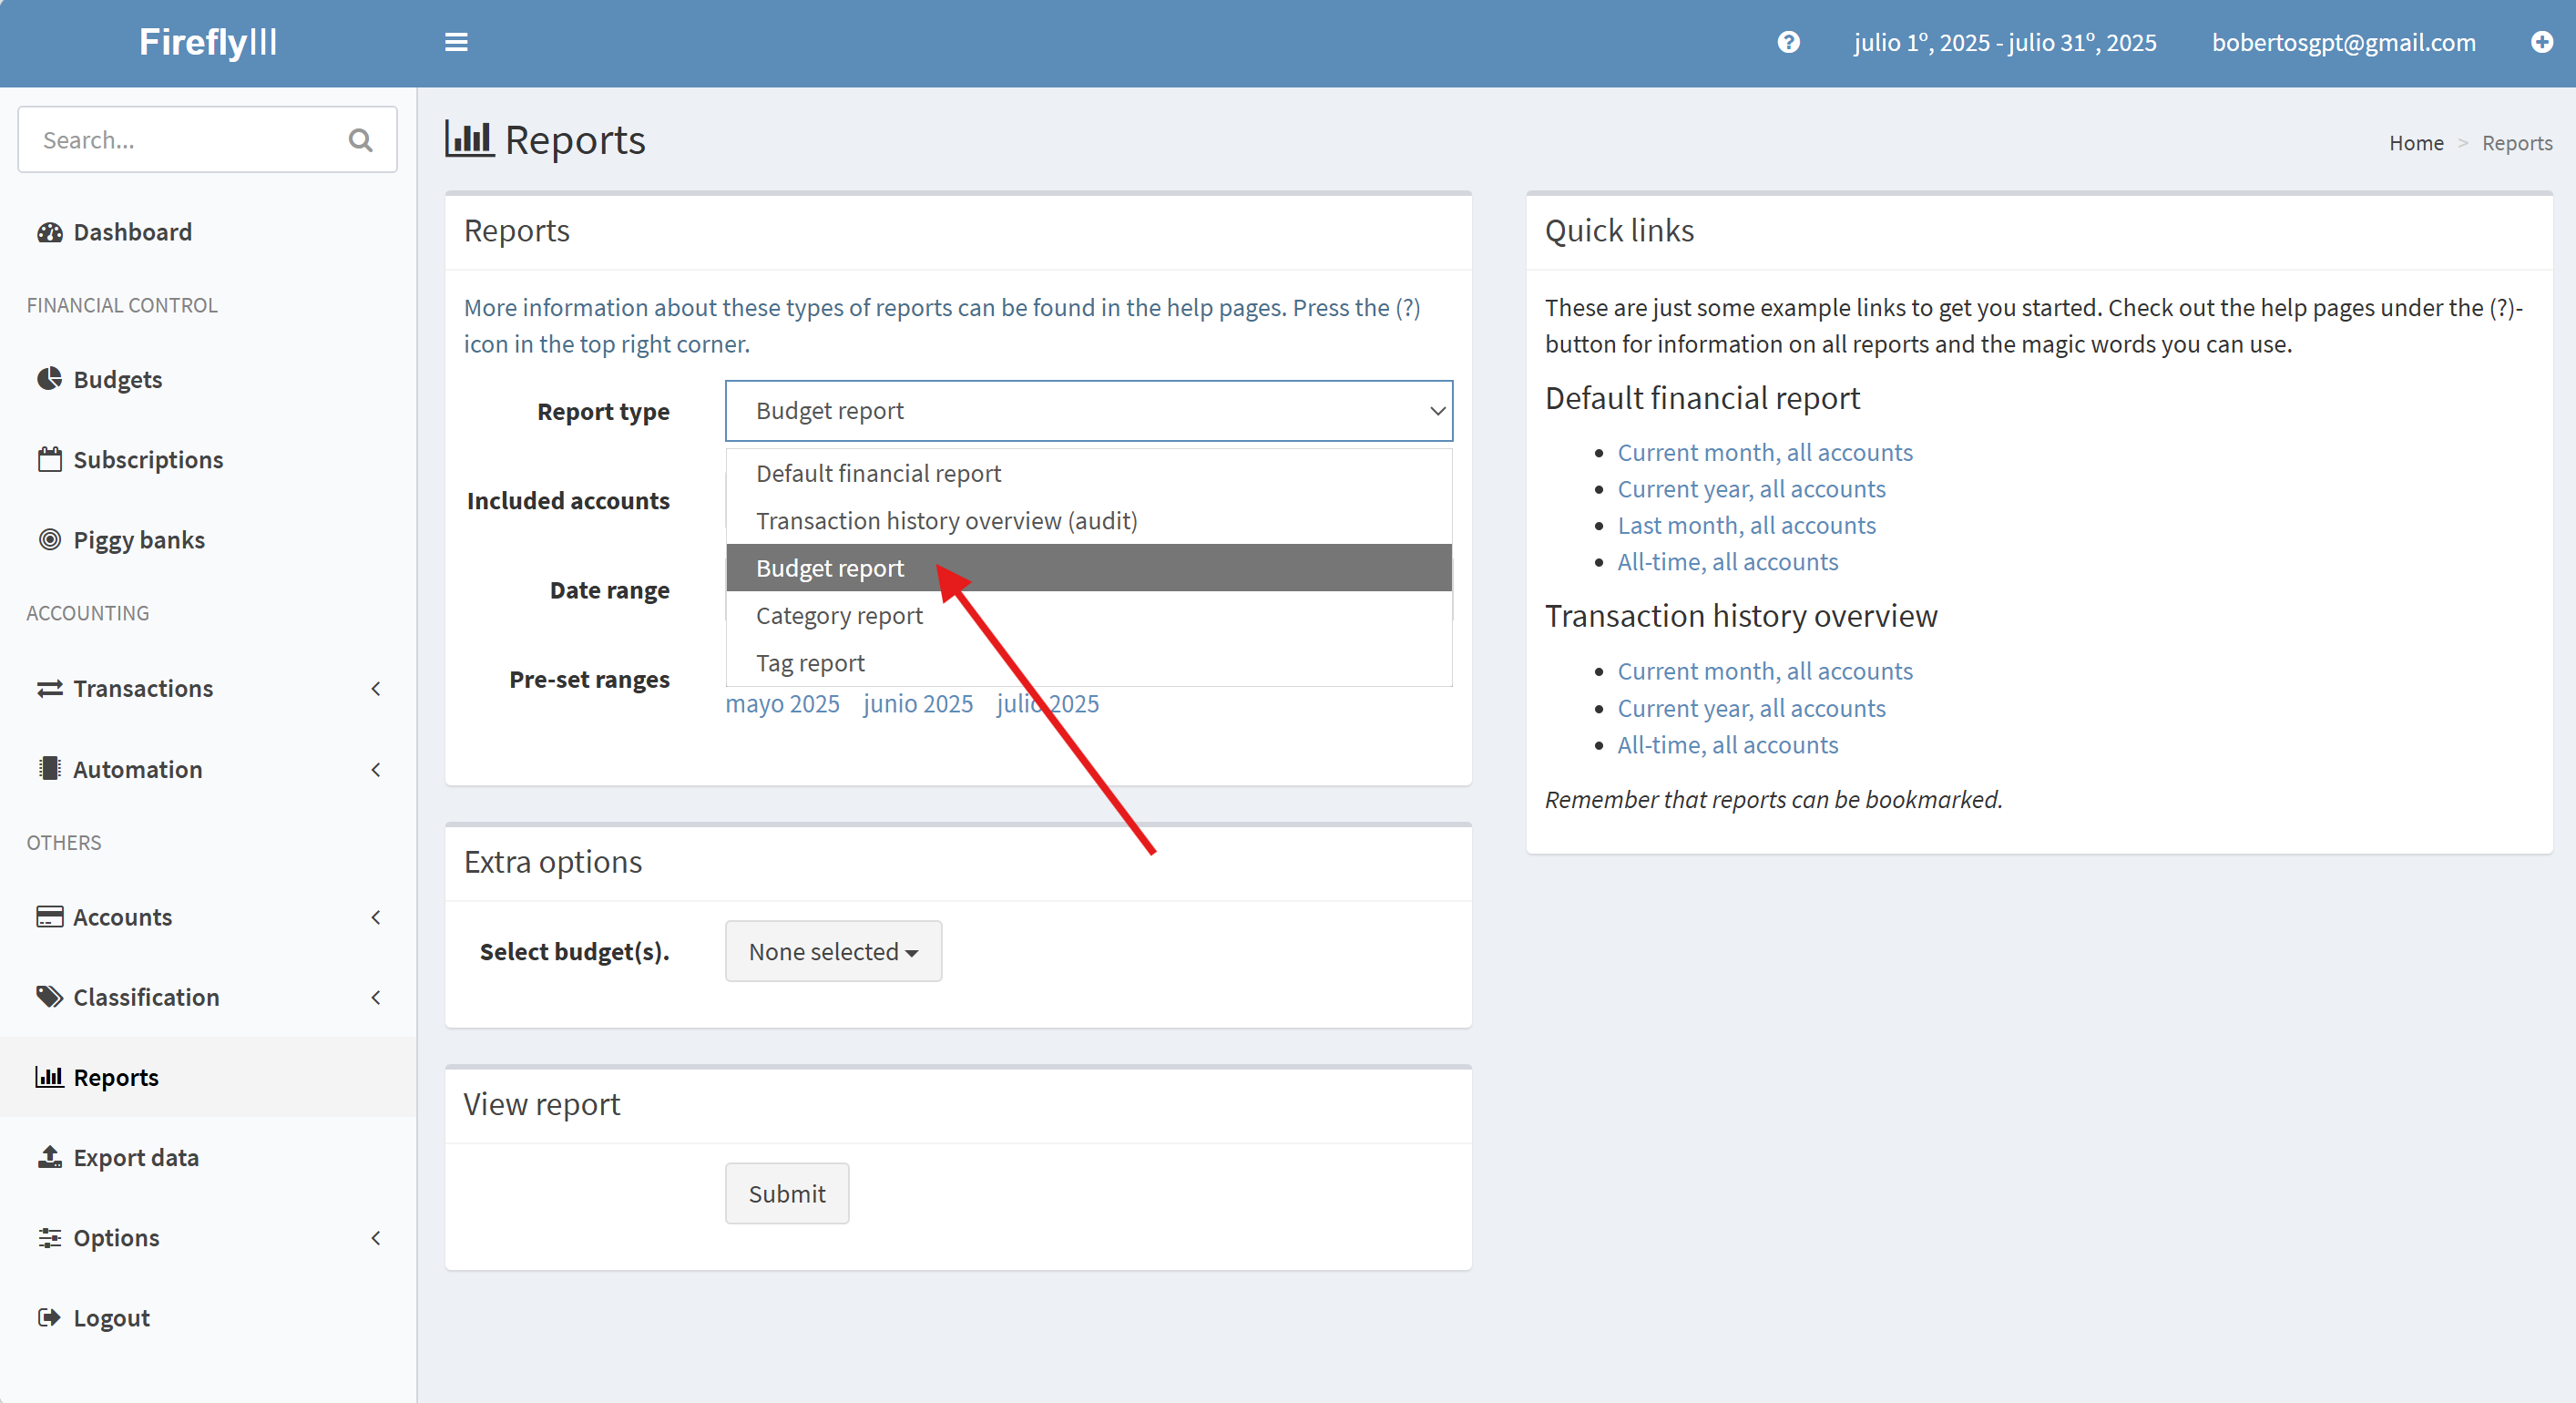 FireflyIII
julio 1º, 2025 - julio 31º, 2025
bobertosgpt@gmail.com
Search...
Dashboard
FINANCIAL CONTROL
Budgets
Subscriptions
Piggy banks
ACCOUNTING
Transactions
Automation
OTHERS
Accounts
Classification
Reports
Export data
Options
Logout
Reports
Home > Reports
Reports
More information about these types of reports can be found in the help pages. Press the (?)
icon in the top right corner.
Report type
Budget report
Default financial report
Transaction history overview (audit)
Budget report
Category report
Tag report
Included accounts
Date range
Pre-set ranges
mayo 2025 junio 2025 julio 2025
Extra options
Select budget(s).
None selected
View report
Submit
Quick links
These are just some example links to get you started. Check out the help pages under the (?)-
button for information on all reports and the magic words you can use.
Default financial report
Current month, all accounts
Current year, all accounts
Last month, all accounts
All-time, all accounts
Transaction history overview
Current month, all accounts
Current year, all accounts
All-time, all accounts
Remember that reports can be bookmarked.